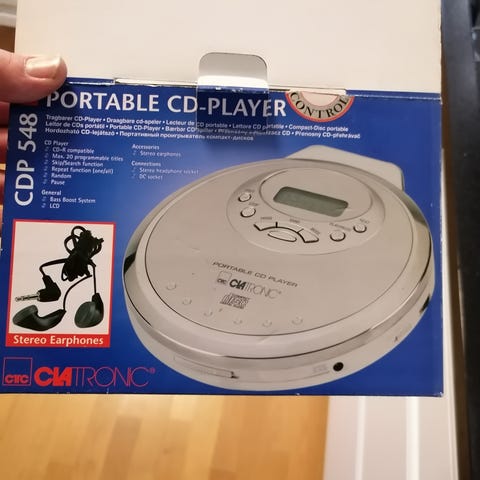 PORTABLE CD-PLAYER
CONTROL
CDP 548
Tragbarer CD-Player • Draagbare cd-speler • Lecteur de CD portable • Lettore CD portatile • Compact-Disc portable
Leitor de CDs portátil • Portable CD-Player • Bærbar CD spiller •
Hordozható CD-lejátszó • Портативный проигрыватель компакт-дисков
• Přenosný CD přehrávač
CD Player
CD-R compatible
Max. 20 programmable titles
Skip/Search function
Repeat function (one/all)
Random
Pause
General
Bass Boost System
LCD
Accessories
Stereo earphones
Connections
Stereo headphone socket
DC socket
PORTABLE CD PLAYER
CTC CLATRONIC®
COMPACT
disc
Stereo Earphones
CTC CLATRONIC®